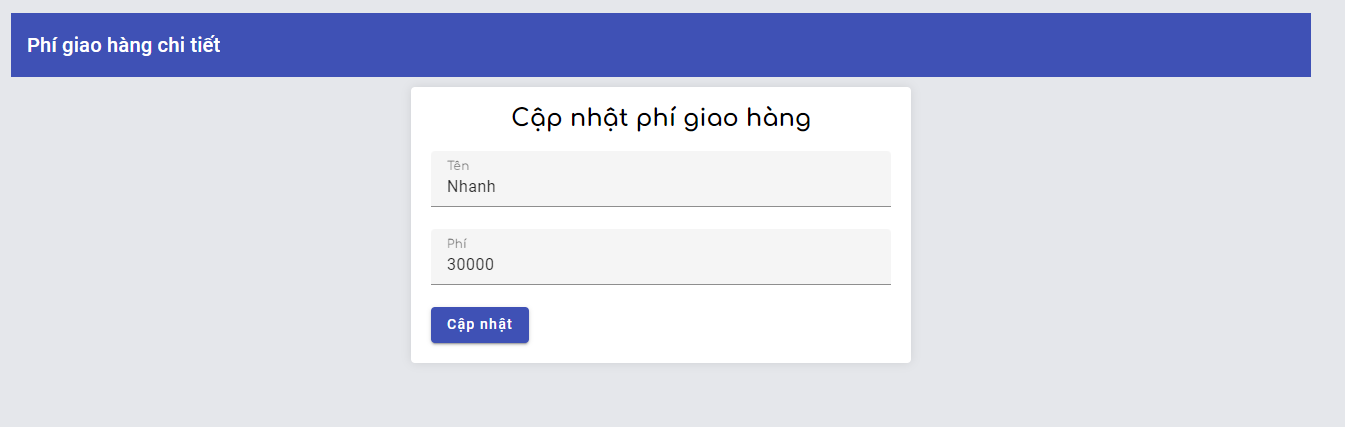 Phí giao hàng chi tiết
Cập nhật phí giao hàng
Tên
Nhanh
Phí
30000
Cập nhật